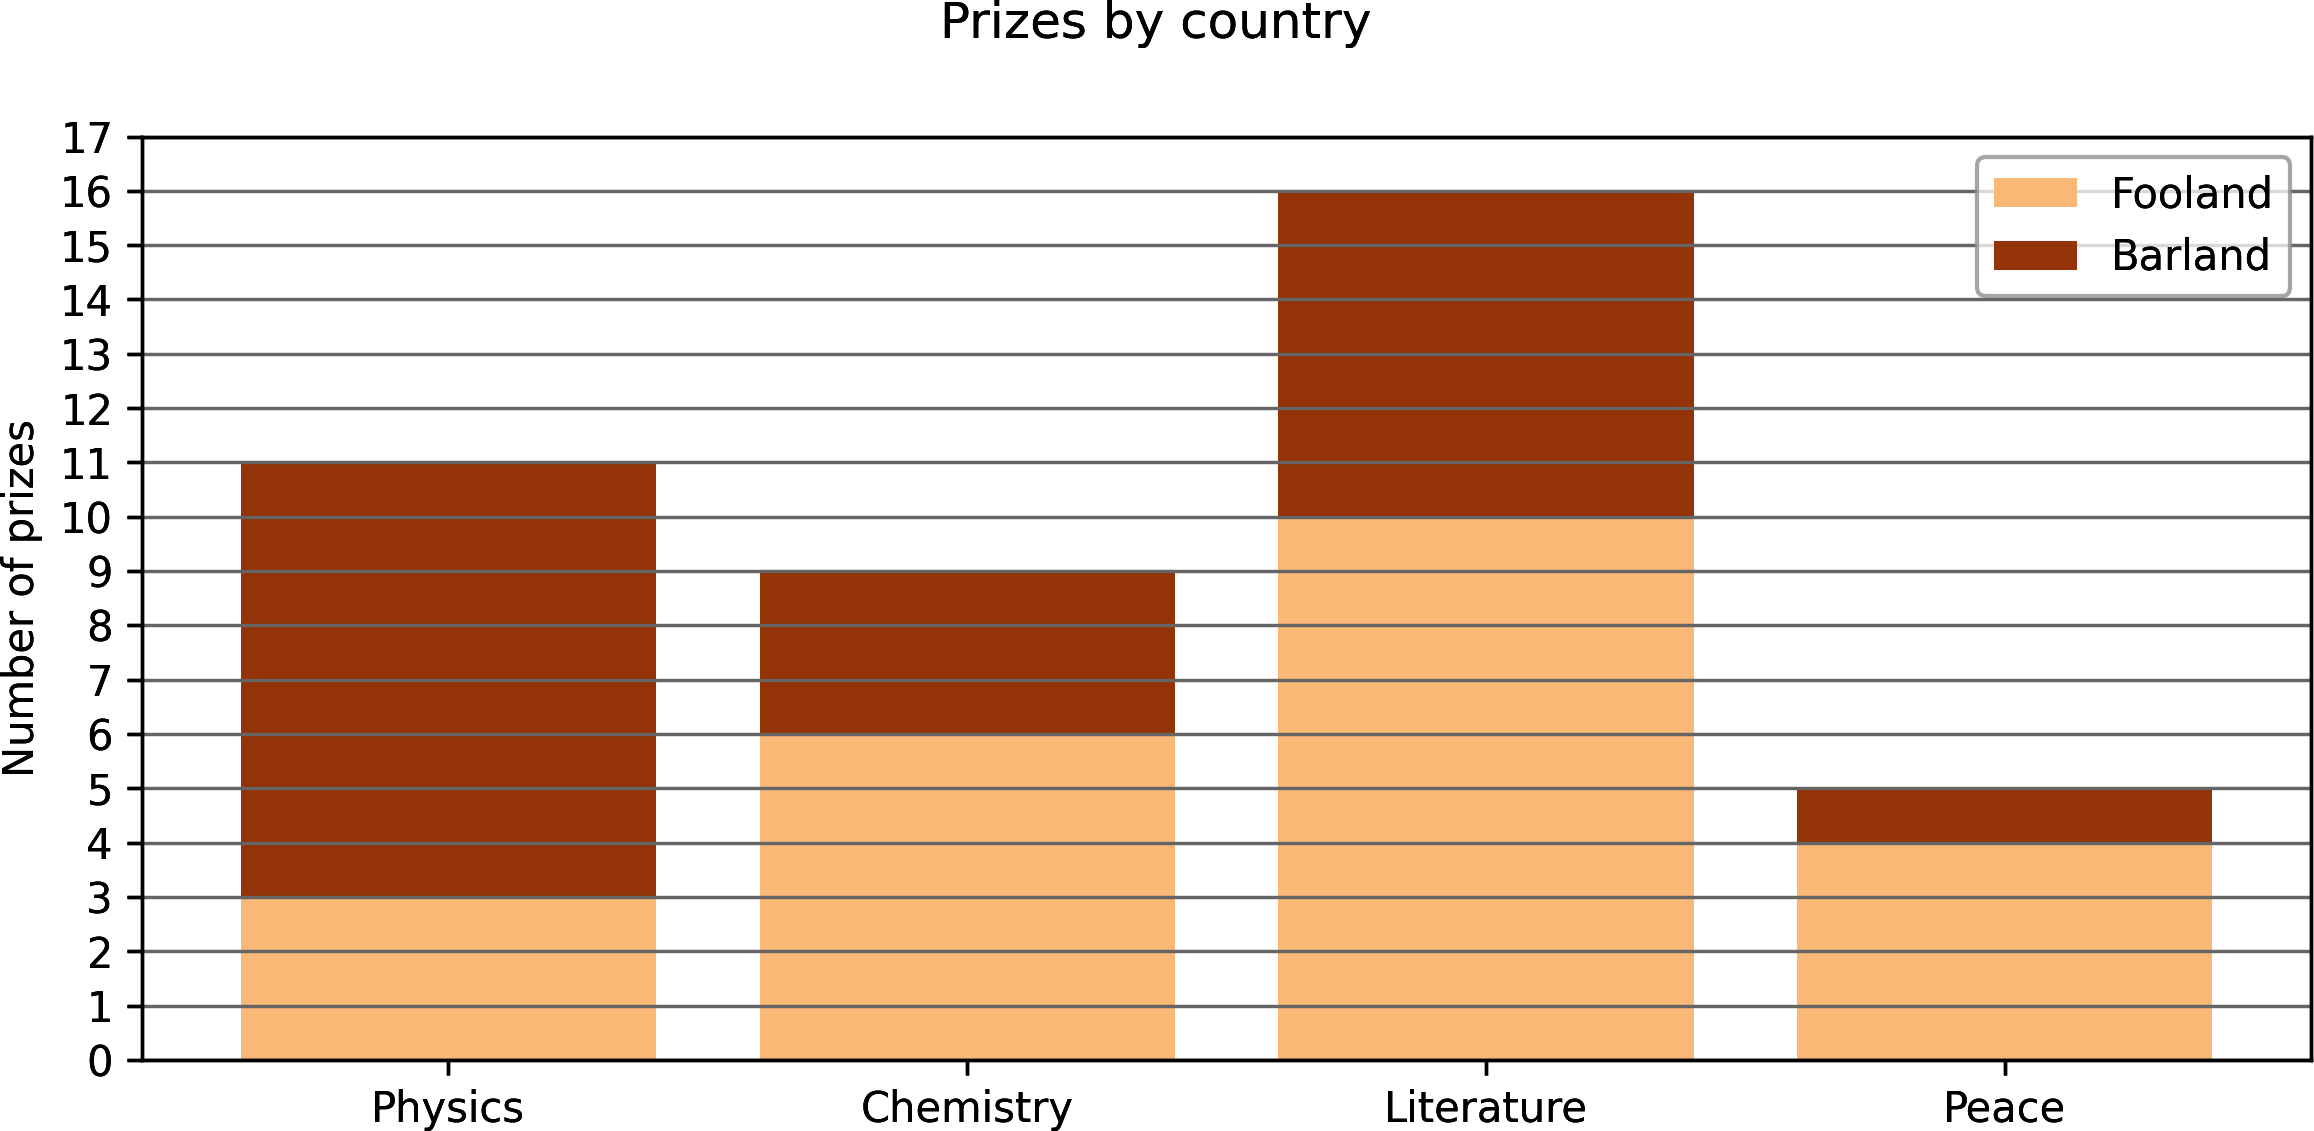 Prizes by country
Number of prizes
17
16
15
14
13
12
11
10
9
8
7
6
5
4
3
2
1
0
Fooland
Barland
Physics
Chemistry
Literature
Peace